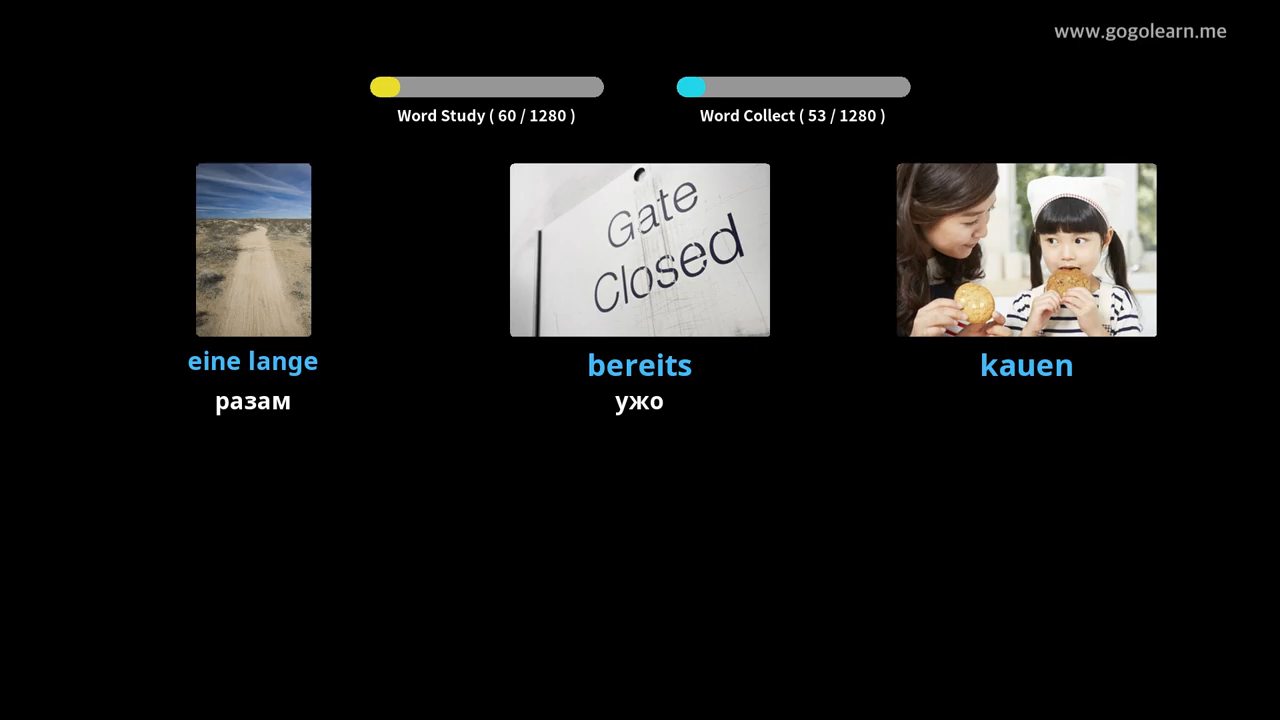 www.gogolearn.me
Word Study ( 60 / 1280 )
Word Collect ( 53 / 1280 )
Gate
Closed
eine lange
bereits
kauen
разам
ужо